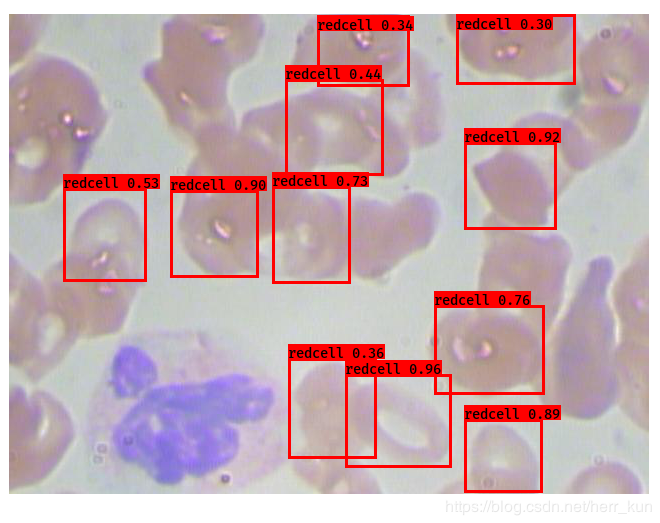 redcell 0.34
redcell 0.30
redcell 0.44
redcell 0.92
redcell 0.53
redcell 0.90
redcell 0.73
redcell 0.76
redcell 0.36
redcell 0.96
redcell 0.89
https://blog.csdn.net/herr_kun